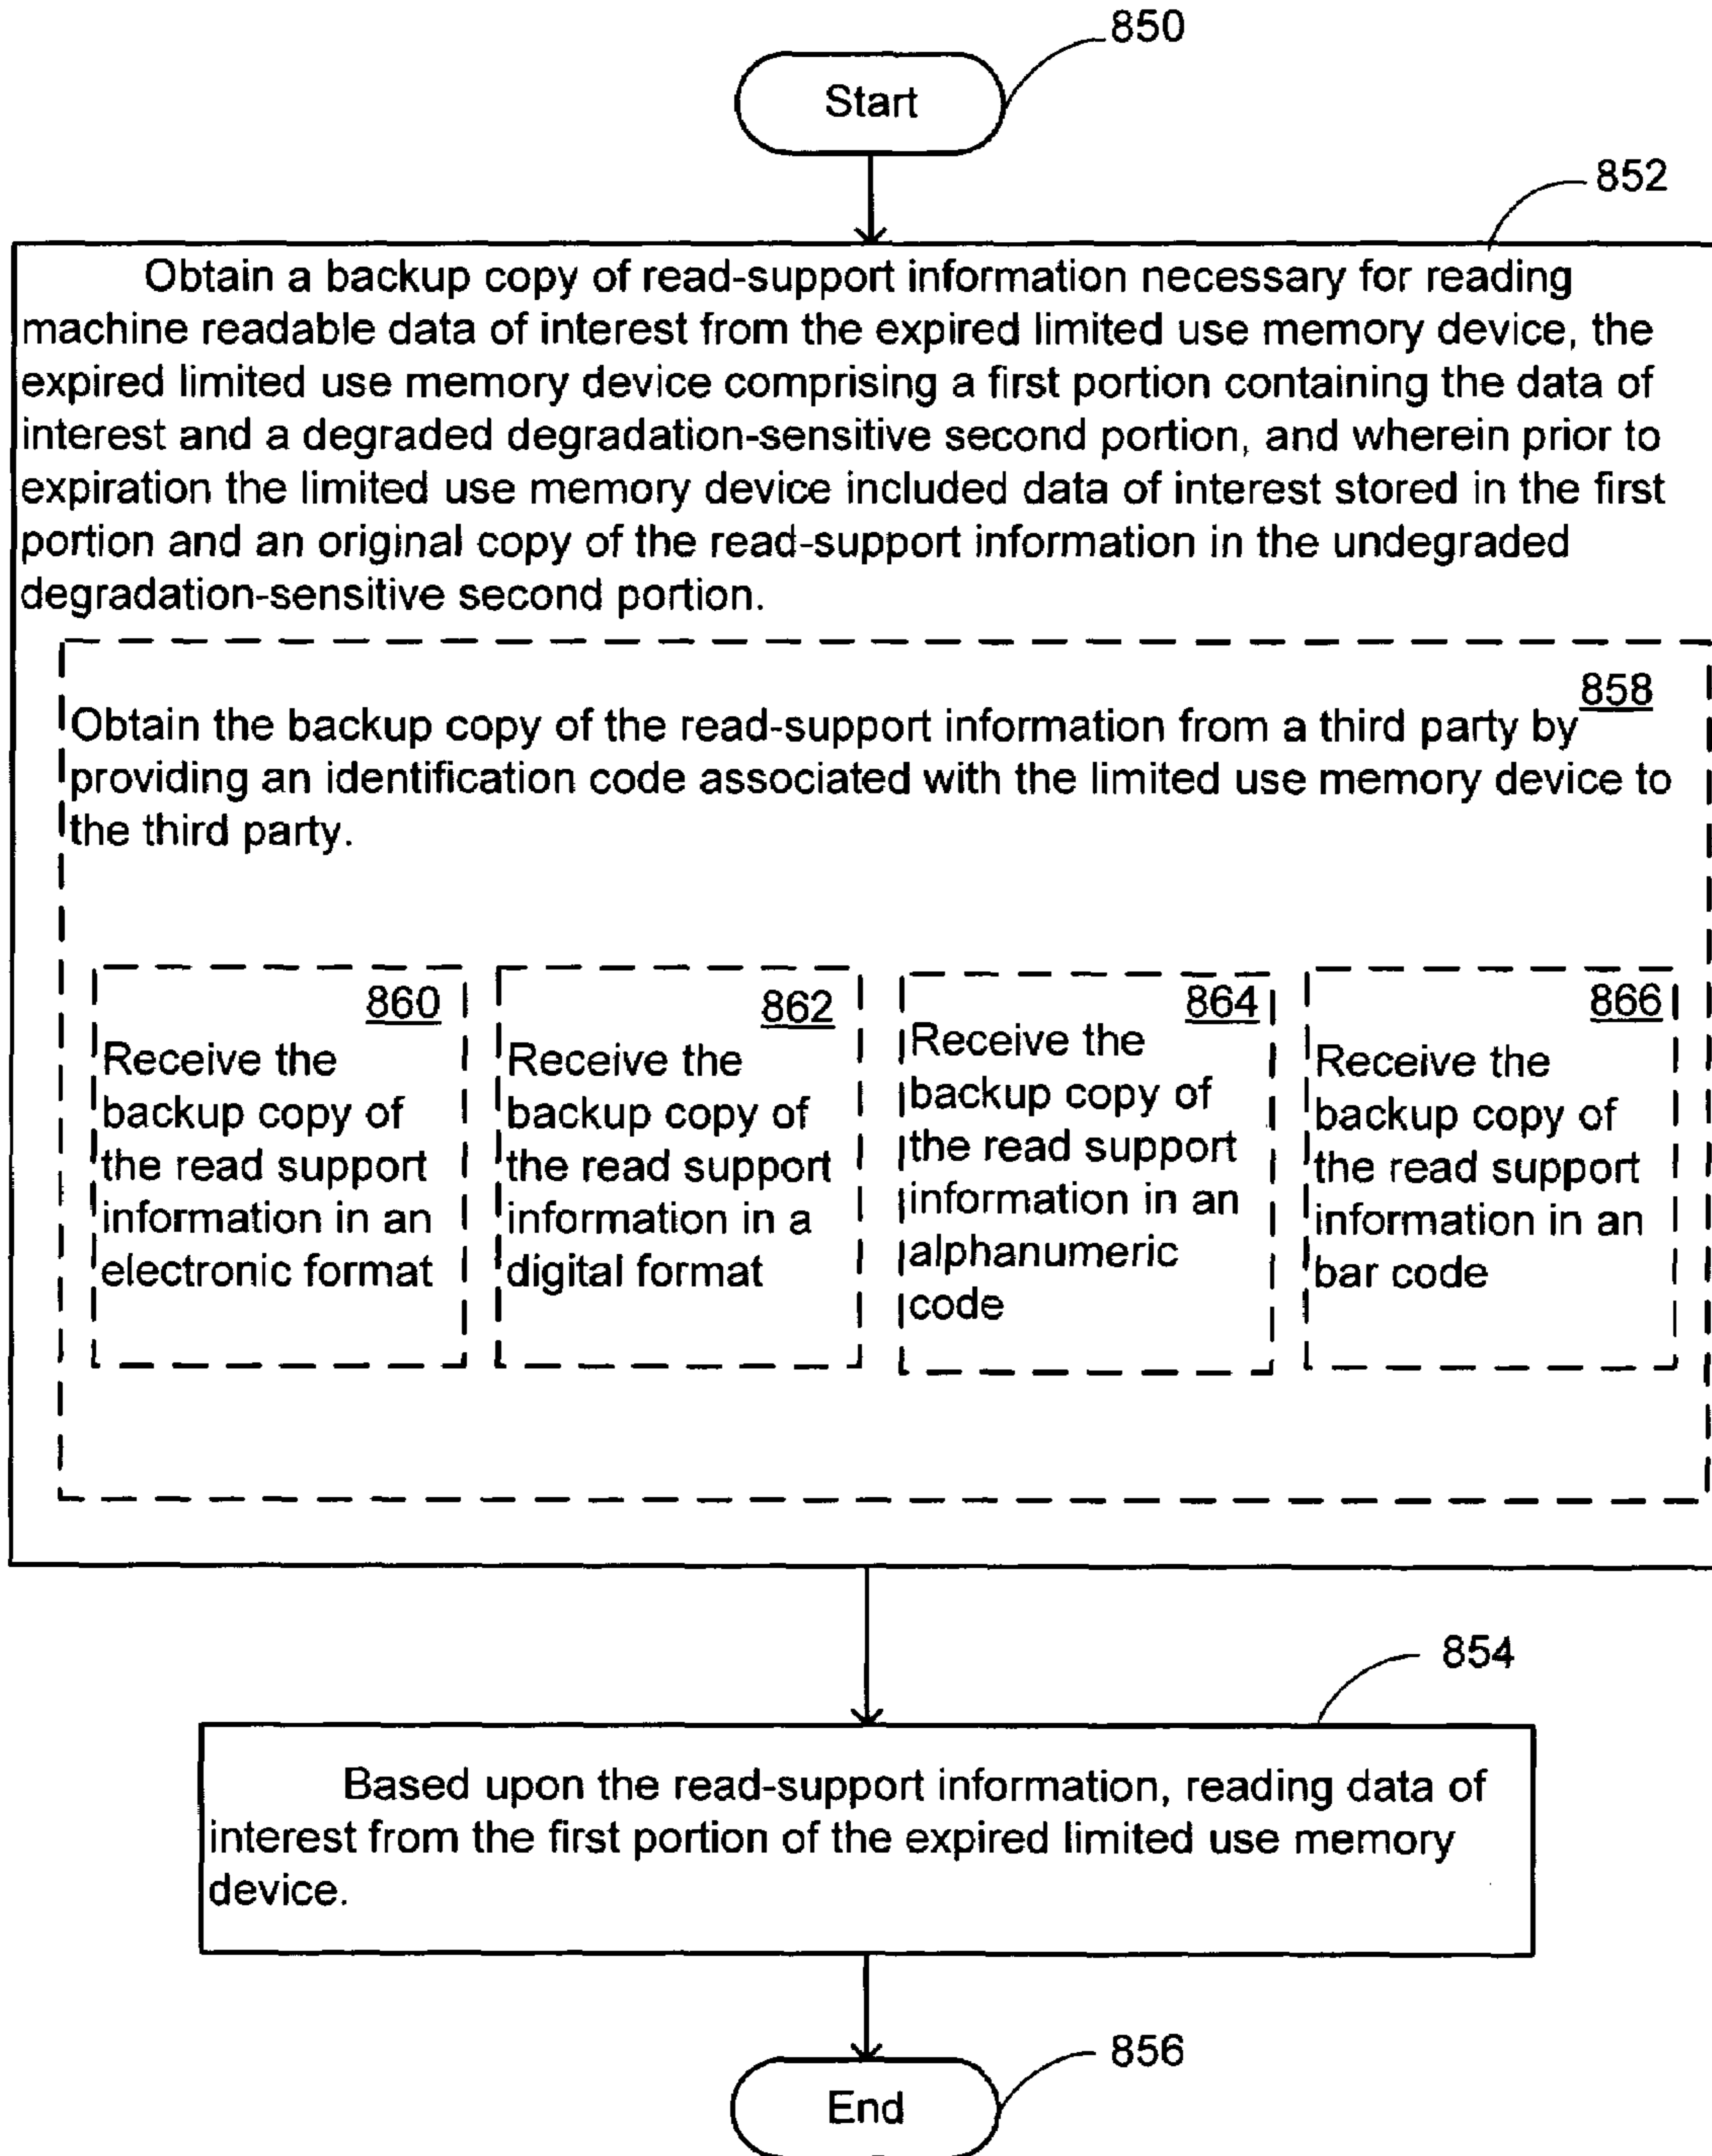 850
Start
852
Obtain a backup copy of read-support information necessary for reading
machine readable data of interest from the expired limited use memory device, the
expired limited use memory device comprising a first portion containing the data of
interest and a degraded degradation-sensitive second portion, and wherein prior to
expiration the limited use memory device included data of interest stored in the first
portion and an original copy of the read-support information in the undegraded
degradation-sensitive second portion.
858
Obtain the backup copy of the read-support information from a third party by
providing an identification code associated with the limited use memory device to
the third party.
860
Receive the
backup copy of
the read support
information in an
electronic format
862
Receive the
backup copy of
the read support
information in a
digital format
864
Receive the
backup copy of
the read support
information in an
alphanumeric
code
866
Receive the
backup copy of
the read support
information in an
bar code
854
Based upon the read-support information, reading data of
interest from the first portion of the expired limited use memory
device.
856
End